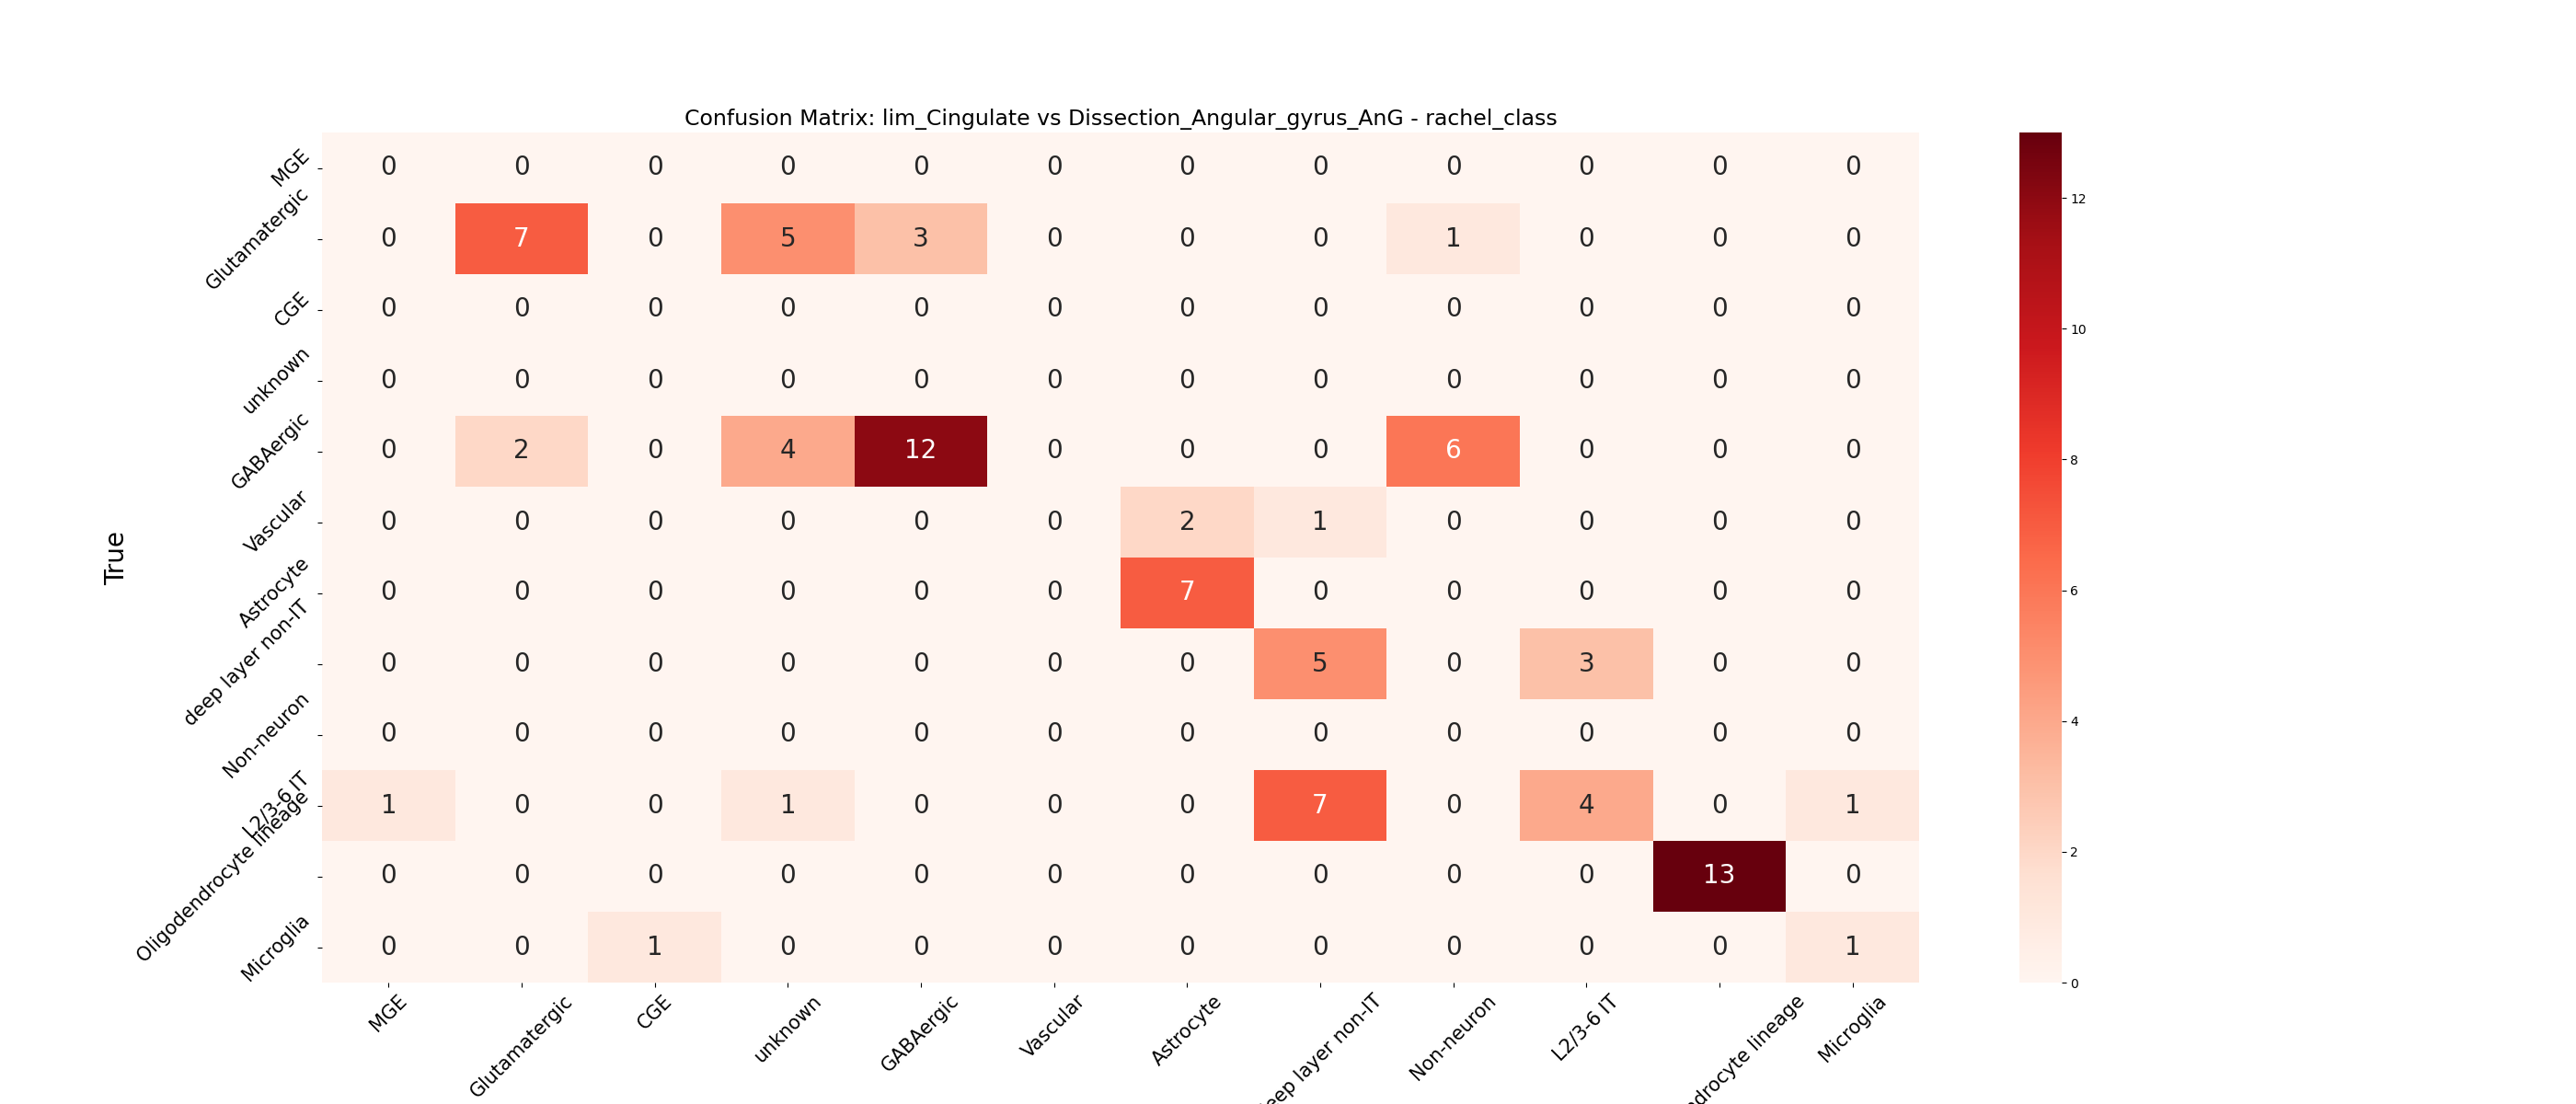 Confusion Matrix: lim_Cingulate vs Dissection_Angular_gyrus_AnG - rachel_class
MGE 0 0 0 0 0 0 0 0 0 0 0 0
Glutamatergic 0 7 0 5 3 0 0 0 1 0 0 0
CGE 0 0 0 0 0 0 0 0 0 0 0 0
unknown 0 0 0 0 0 0 0 0 0 0 0 0
GABAergic 0 2 0 4 12 0 0 0 6 0 0 0
Vascular 0 0 0 0 0 0 2 1 0 0 0 0
Astrocyte 0 0 0 0 0 0 7 0 0 0 0 0
deep layer non-IT 0 0 0 0 0 0 0 5 0 3 0 0
Non-neuron 0 0 0 0 0 0 0 0 0 0 0 0
L2/3-6 IT 1 0 0 1 0 0 0 7 0 4 0 1
Oligodendrocyte lineage 0 0 0 0 0 0 0 0 0 0 13 0
Microglia 0 0 1 0 0 0 0 0 0 0 0 1
True
MGE Glutamatergic CGE unknown GABAergic Vascular Astrocyte eep layer non-IT Non-neuron L2/3-6 IT ndrocyte lineage Microglia
12
10
8
6
4
2
0